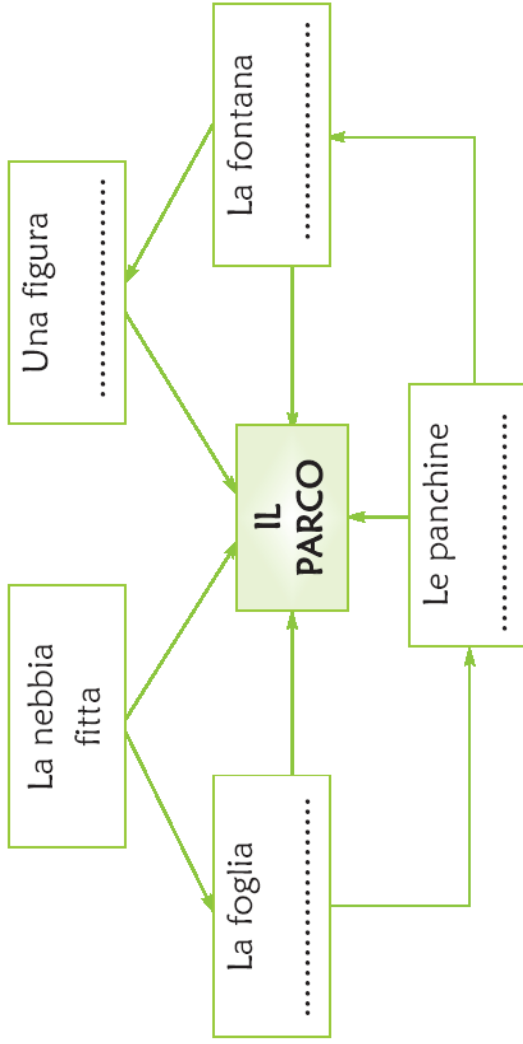 La nebbia
fitta
Una figura
........................
La foglia
........................
IL
PARCO
La fontana
........................
Le panchine
........................